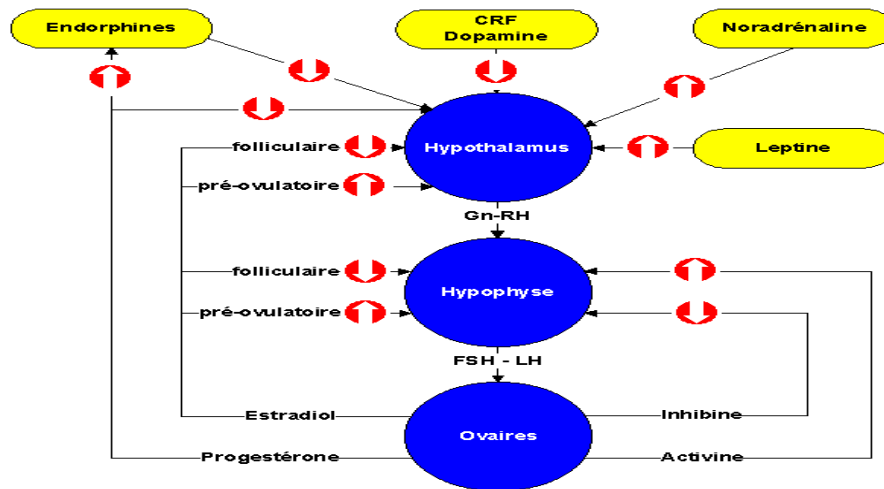 Endorphines
CRF
Dopamine
Noradrénaline
folliculaire
Hypothalamus
Leptine
pré-ovulatoire
Gn-RH
folliculaire
Hypophyse
pré-ovulatoire
FSH - LH
Estradiol
Inhibine
Ovaires
Progestérone
Activine